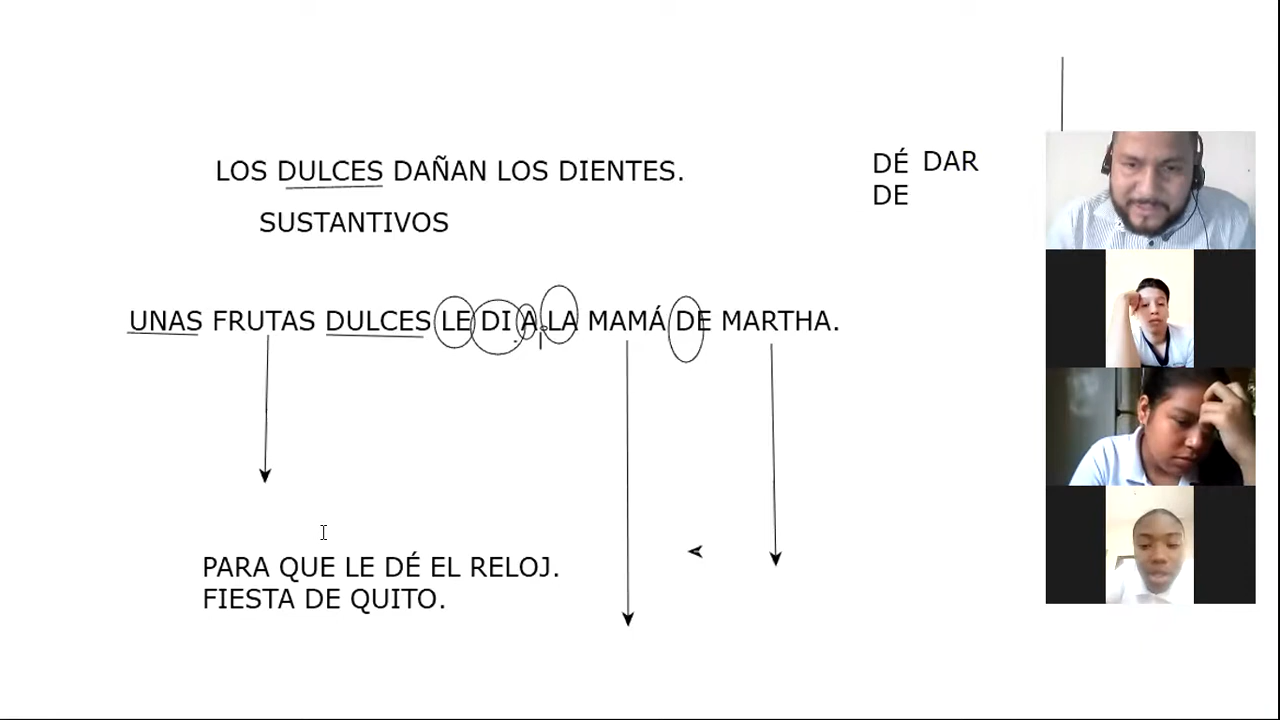 LOS DULCES DAÑAN LOS DIENTES.
DÉ DAR
DE
SUSTANTIVOS
UNAS FRUTAS DULCES LE DI A LA MAMÁ DE MARTHA.
PARA QUE LE DÉ EL RELOJ.
FIESTA DE QUITO.